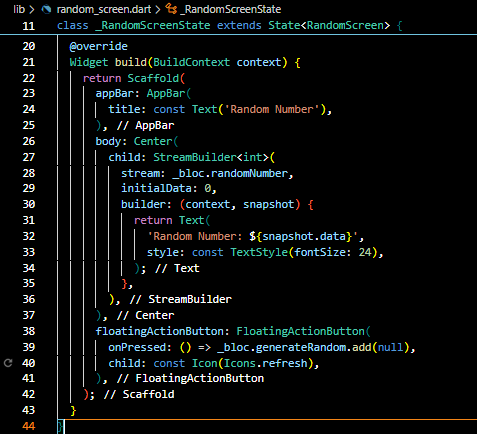 lib > random_screen.dart > _RandomScreenState
11 class _RandomScreenState extends State<RandomScreen> {
20 @override
21 Widget build(BuildContext context) {
22 return Scaffold(
23 appBar: AppBar(
24 title: const Text('Random Number'),
25 ), // AppBar
26 body: Center(
27 child: StreamBuilder<int>(
28 stream: _bloc.randomNumber,
29 initialData: 0,
30 builder: (context, snapshot) {
31 return Text(
32 'Random Number: ${snapshot.data}',
33 style: const TextStyle(fontSize: 24),
34 ); // Text
35 },
36 ), // StreamBuilder
37 ), // Center
38 floatingActionButton: FloatingActionButton(
39 onPressed: () => _bloc.generateRandom.add(null),
40 child: const Icon(Icons.refresh),
41 ), // FloatingActionButton
42 ); // Scaffold
43 }
44 }